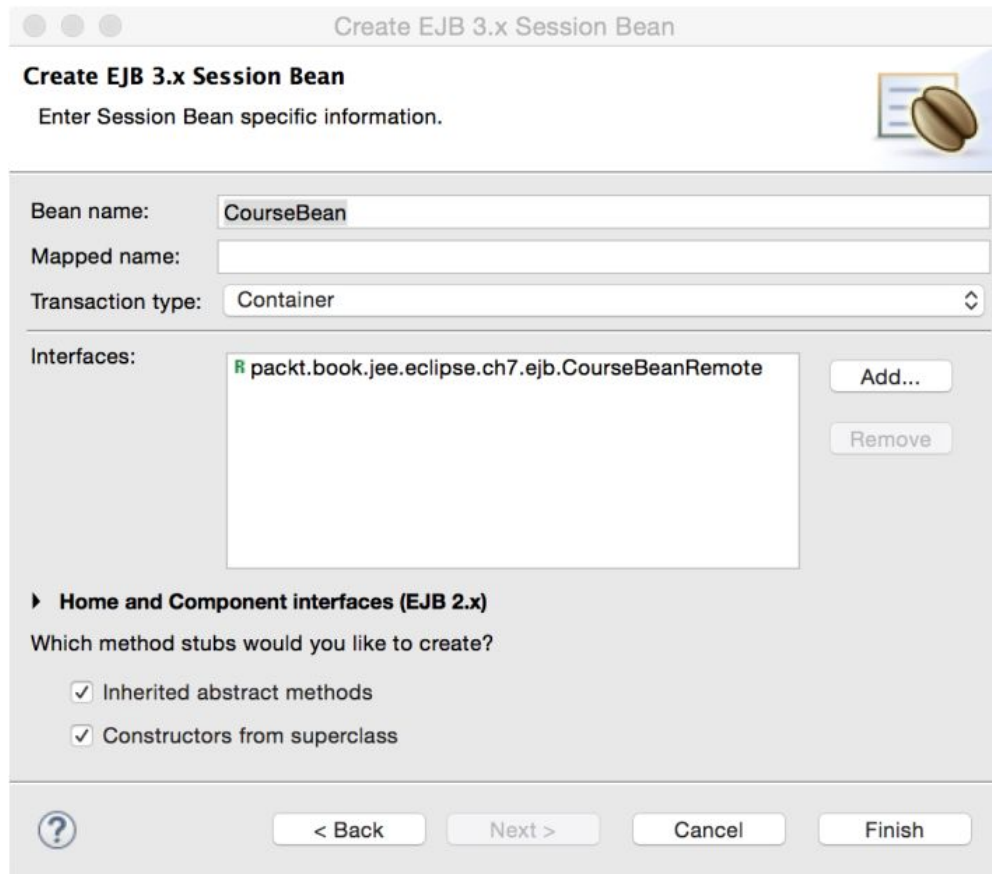 Create EJB 3.x Session Bean
Create EJB 3.x Session Bean
Enter Session Bean specific information.
Bean name: CourseBean
Mapped name:
Transaction type: Container
Interfaces: R packt.book.jee.eclipse.ch7.ejb.CourseBeanRemote Add...
Remove
Home and Component interfaces (EJB 2.x)
Which method stubs would you like to create?
Inherited abstract methods
Constructors from superclass
? < Back Next > Cancel Finish